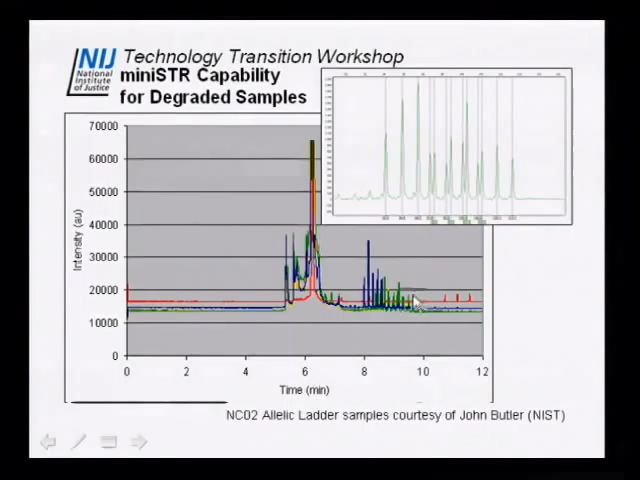 NIJ
National
Institute
of Justice
Technology Transition Workshop
miniSTR Capability
for Degraded Samples
70000
60000
50000
40000
30000
20000
10000
0
Intensity (au)
0 2 4 6 8 10 12
Time (min)
NC02 Allelic Ladder samples courtesy of John Butler (NIST)